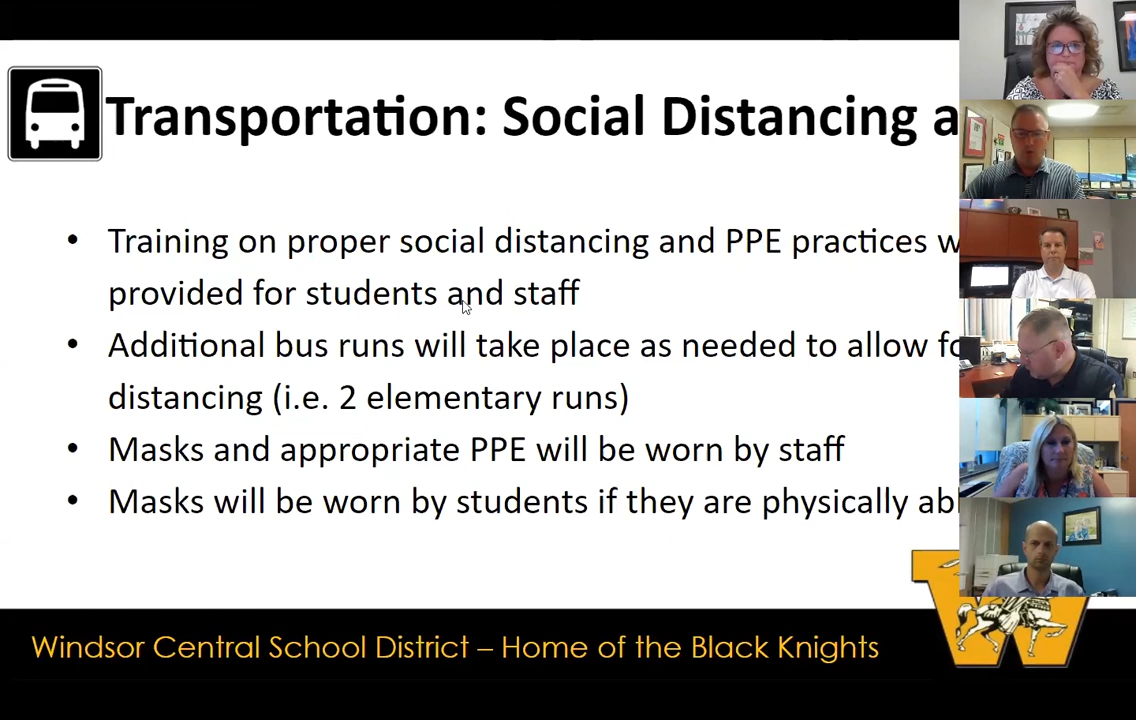 Transportation: Social Distancing a
Training on proper social distancing and PPE practices w
provided for students and staff
Additional bus runs will take place as needed to allow fo
distancing (i.e. 2 elementary runs)
Masks and appropriate PPE will be worn by staff
Masks will be worn by students if they are physically abl
Windsor Central School District – Home of the Black Knights
W